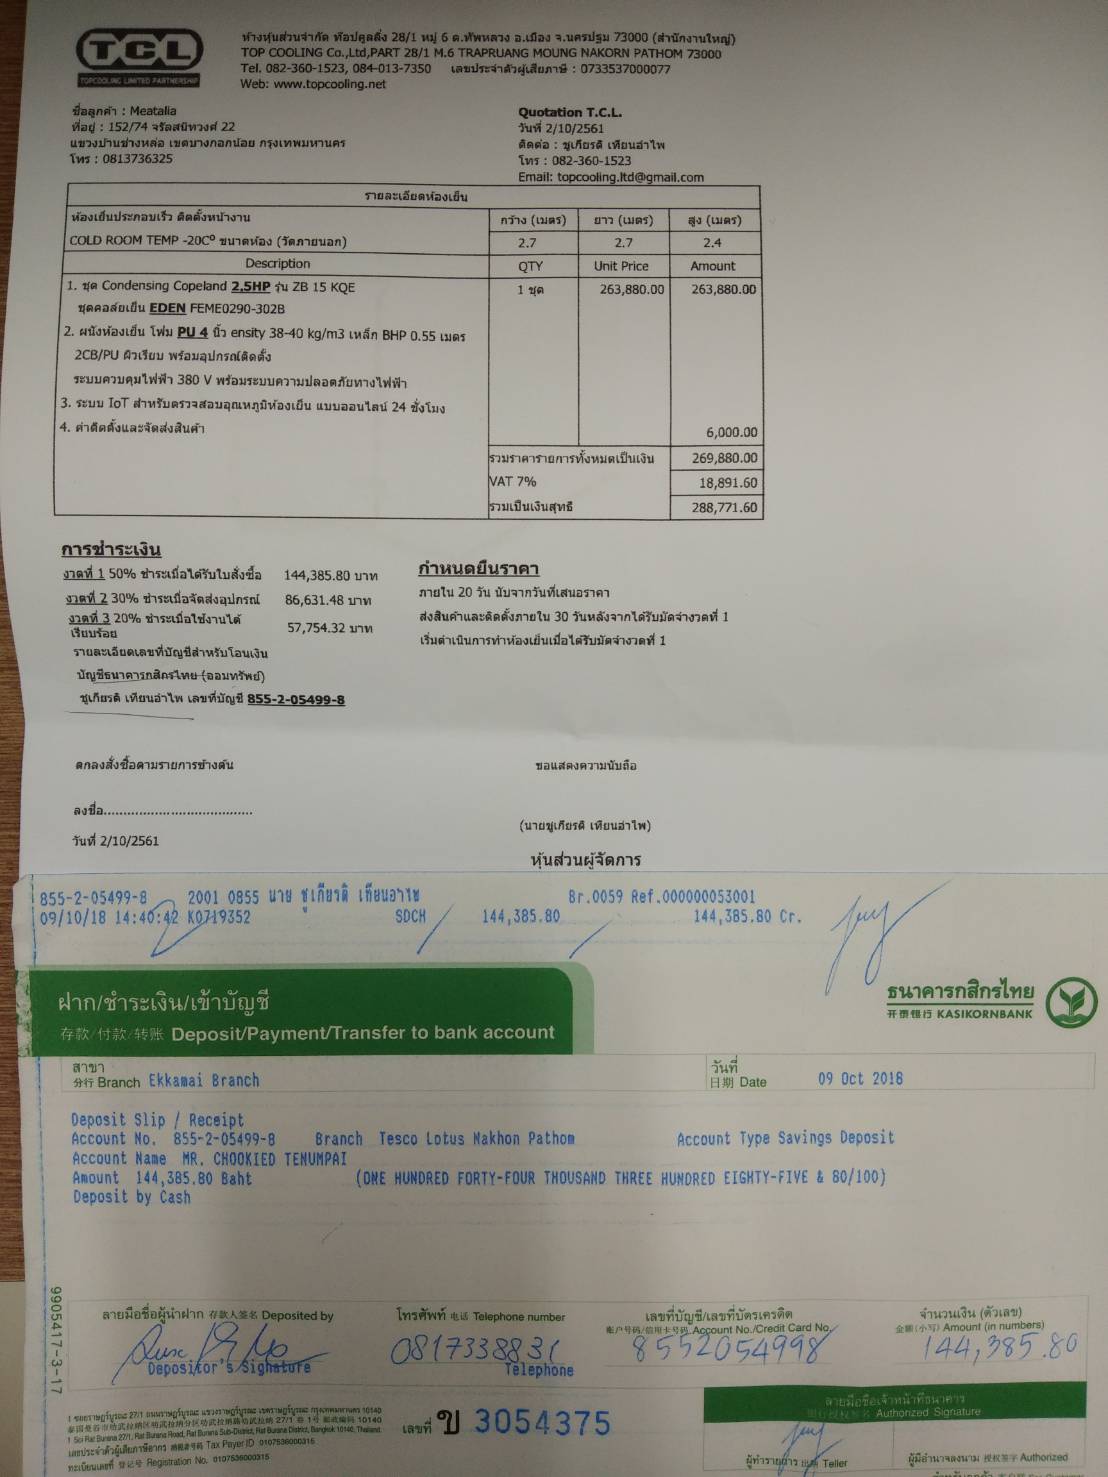 TCL
TOPCOOLING LIMITED PARTNERSHIP
ห้างหุ้นส่วนจำกัด ท๊อปคูลลิ่ง 28/1 หมู่ 6 ต.ทัพหลวง อ.เมือง จ.นครปฐม 73000 (สำนักงานใหญ่)
TOP COOLING Co.,Ltd,PART 28/1 M.6 TRAPRUANG MOUNG NAKORN PATHOM 73000
Tel. 082-360-1523, 084-013-7350 เลขประจำตัวผู้เสียภาษี : 0733537000077
Web: www.topcooling.net
ชื่อลูกค้า : Meatalia
ที่อยู่ : 152/74 จรัลสนิทวงศ์ 22
แขวงบ้านช่างหล่อ เขตบางกอกน้อย กรุงเทพมหานคร
โทร : 0813736325
Quotation T.C.L.
วันที่ 2/10/2561
ติดต่อ : ชูเกียรติ เทียนอำไพ
โทร : 082-360-1523
Email: topcooling.ltd@gmail.com
รายละเอียดห้องเย็น
ห้องเย็นประกอบเร็ว ติดตั้งหน้างาน กว้าง (เมตร) ยาว (เมตร) สูง (เมตร)
COLD ROOM TEMP -20C° ขนาดห้อง (วัดภายนอก) 2.7 2.7 2.4
Description QTY Unit Price Amount
1. ชุด Condensing Copeland 2.5HP รุ่น ZB 15 KQE 1 ชุด 263,880.00 263,880.00
ชุดคอล์ยเย็น EDEN FEME0290-302B
2. ผนังห้องเย็น โฟม PU 4 นิ้ว ensity 38-40 kg/m3 เหล็ก BHP 0.55 เมตร
2CB/PU ผิวเรียบ พร้อมอุปกรณ์ติดตั้ง
ระบบควบคุมไฟฟ้า 380 V พร้อมระบบความปลอดภัยทางไฟฟ้า
3. ระบบ IoT สำหรับตรวจสอบอุณหภูมิห้องเย็น แบบออนไลน์ 24 ชั่งโมง
4. ค่าติดตั้งและจัดส่งสินค้า 6,000.00
รวมราคารายการทั้งหมดเป็นเงิน 269,880.00
VAT 7% 18,891.60
รวมเป็นเงินสุทธิ 288,771.60
การชำระเงิน
งวดที่ 1 50% ชำระเมื่อได้รับใบสั่งซื้อ 144,385.80 บาท
งวดที่ 2 30% ชำระเมื่อจัดส่งอุปกรณ์ 86,631.48 บาท
งวดที่ 3 20% ชำระเมื่อใช้งานได้
เรียบร้อย 57,754.32 บาท
รายละเอียดเลขที่บัญชีสำหรับโอนเงิน
บัญชีธนาคารกสิกรไทย (ออมทรัพย์)
ชูเกียรติ เทียนอำไพ เลขที่บัญชี 855-2-05499-8
กำหนดยืนราคา
ภายใน 20 วัน นับจากวันที่เสนอราคา
ส่งสินค้าและติดตั้งภายใน 30 วันหลังจากได้รับมัดจำงวดที่ 1
เริ่มดำเนินการทำห้องเย็นเมื่อได้รับมัดจำงวดที่ 1
ตกลงสั่งซื้อตามรายการข้างต้น
ขอแสดงความนับถือ
ลงชื่อ....................................
(นายชูเกียรติ เทียนอำไพ)
วันที่ 2/10/2561
หุ้นส่วนผู้จัดการ
855-2-05499-8 2001 0855 นาย ชูเกียรติ เทียนอำไพ Br.0059 Ref.000000053001
09/10/18 14:40:42 K0719352 SDCH 144,385.80 144,385.80 Cr.
ฝาก/ชำระเงิน/เข้าบัญชี
存款/付款/转账 Deposit/Payment/Transfer to bank account
ธนาคารกสิกรไทย
开泰银行 KASIKORNBANK
สาขา
分行 Branch Ekkamai Branch
วันที่
日期 Date 09 Oct 2018
Deposit Slip / Receipt
Account No. 855-2-05499-8 Branch Tesco Lotus Nakhon Pathom Account Type Savings Deposit
Account Name MR. CHOOKIED TENUMPAI
Amount 144,385.80 Baht (ONE HUNDRED FORTY-FOUR THOUSAND THREE HUNDRED EIGHTY-FIVE & 80/100)
Deposit by Cash
9905417-3-17
ลายมือชื่อผู้นำฝาก 存款人签名 Deposited by
Depositor's Signature
โทรศัพท์ 电话 Telephone number
0817338831
Telephone
เลขที่บัญชี/เลขที่บัตรเครดิต
账户号码/信用卡号码 Account No./Credit Card No.
8552054998
จำนวนเงิน (ตัวเลข)
金额(小写) Amount (in numbers)
144,385.80
1 ซอยราษฎร์บูรณะ 27/1 ถนนราษฎร์บูรณะ แขวงราษฎร์บูรณะ เขตราษฎร์บูรณะ กรุงเทพมหานคร 10140
1 Soi Rat Burana 27/1, Rat Burana Road, Rat Burana Sub-District, Rat Burana District, Bangkok 10140, Thailand
เลขประจำตัวผู้เสียภาษีอากร 纳税者号码 Tax Payer ID 0107536000315
ทะเบียนเลขที่ 登记号 Registration No. 0107536000315
เลขที่ ข 3054375
ลายมือชื่อเจ้าหน้าที่ธนาคาร
Authorized Signature
ผู้ทำรายการ Teller
ผู้มีอำนาจลงนาม 授权签字 Authorized